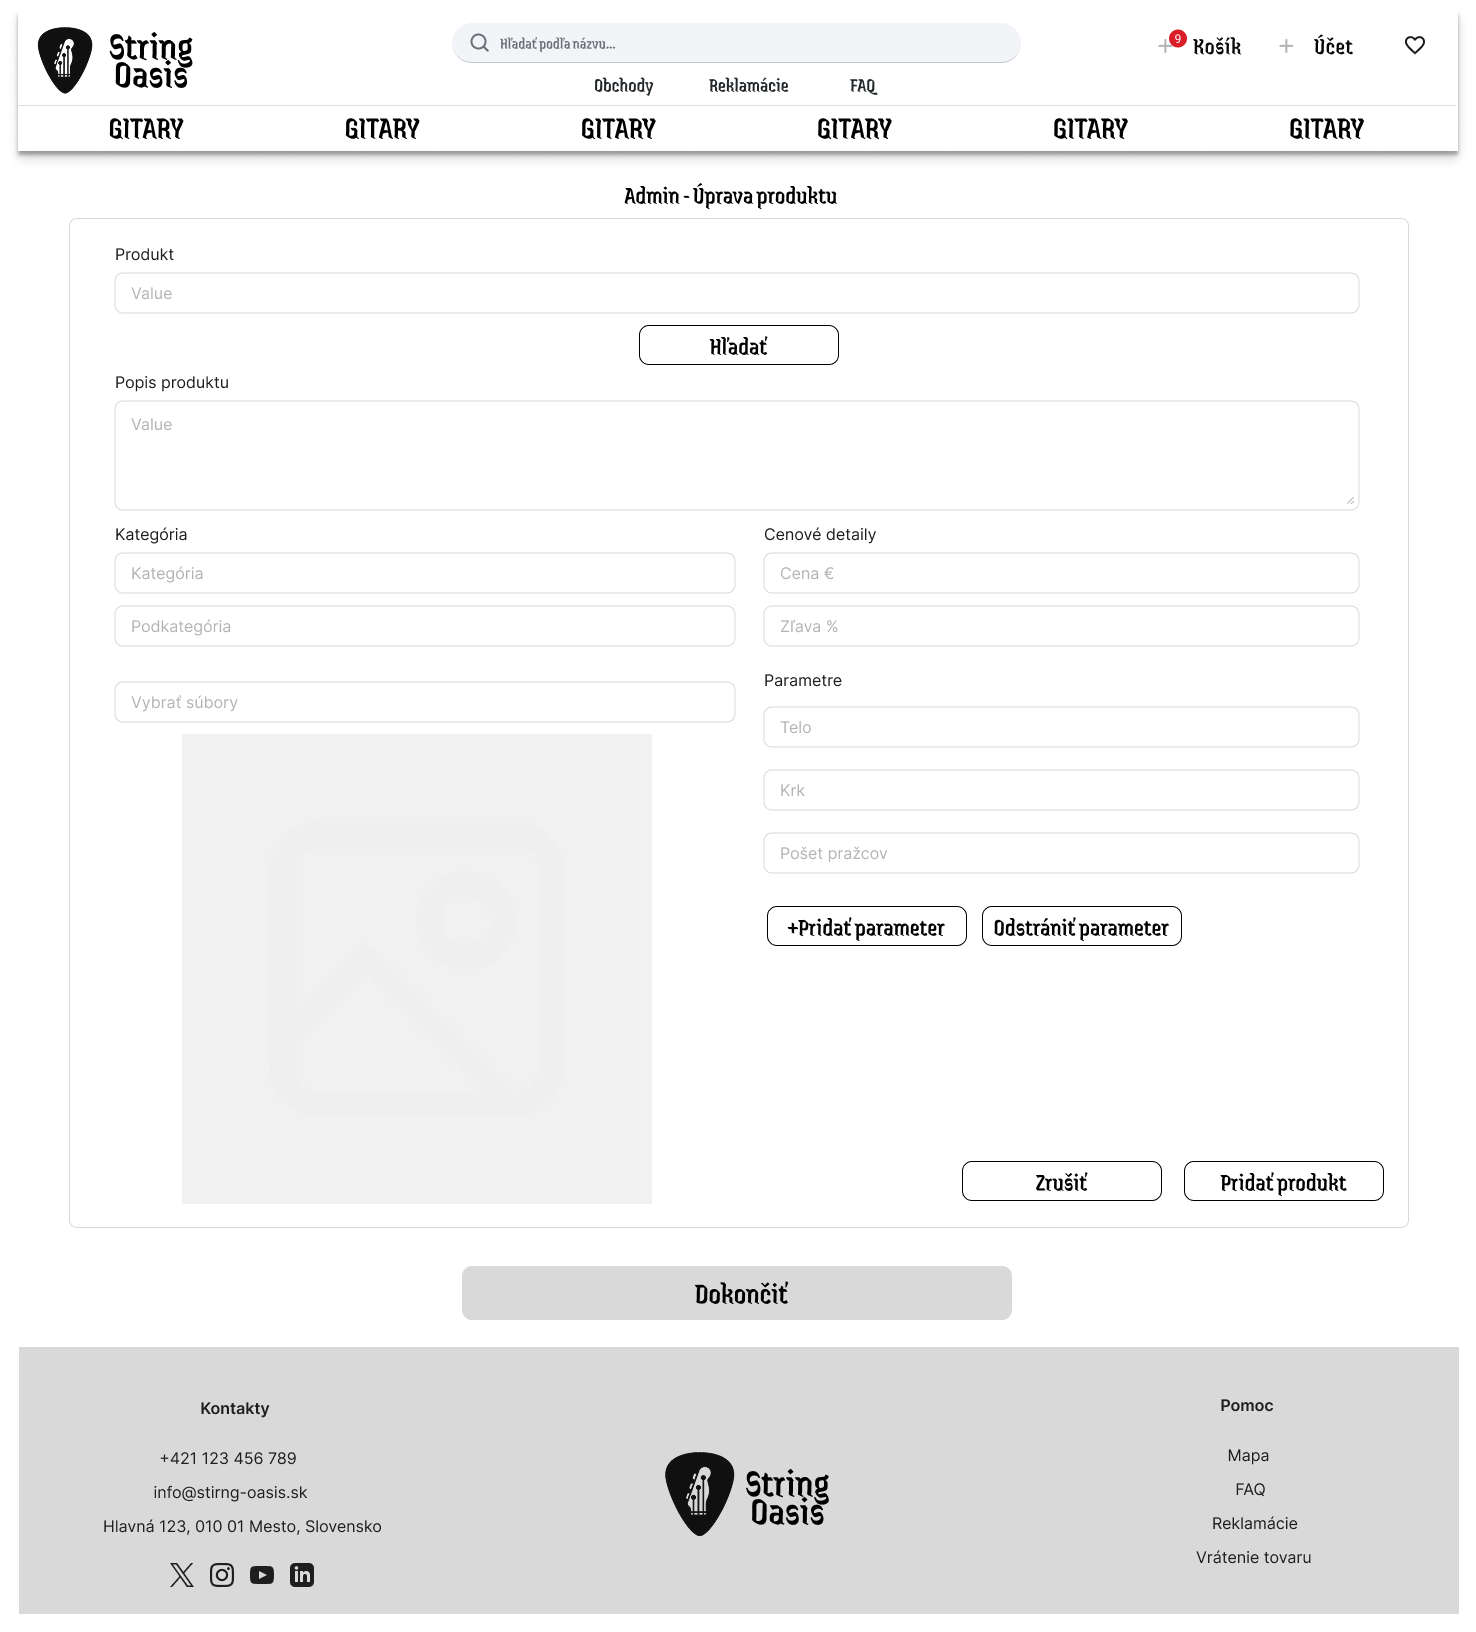 String
Oasis
Hľadať podľa názvu...
9
Košík
Účet
Obchody
Reklamácie
FAQ
GITARY
GITARY
GITARY
GITARY
GITARY
GITARY
Admin - Úprava produktu
Produkt
Value
Hľadať
Popis produktu
Value
Kategória
Kategória
Podkategória
Vybrať súbory
Cenové detaily
Cena €
Zľava %
Parametre
Telo
Krk
Pošet pražcov
+Pridať parameter
Odstrániť parameter
Zrušiť
Pridať produkt
Dokončiť
Kontakty
+421 123 456 789
info@stirng-oasis.sk
Hlavná 123, 010 01 Mesto, Slovensko
String
Oasis
Pomoc
Mapa
FAQ
Reklamácie
Vrátenie tovaru